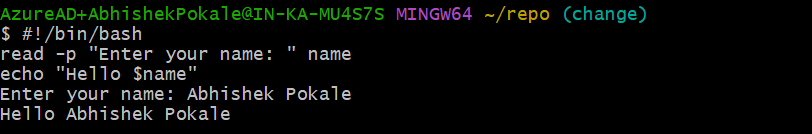 AzureAD+AbhishekPokale@IN-KA-MU4S7S MINGW64 ~/repo (change)
$ #!/bin/bash
read -p "Enter your name: " name
echo "Hello $name"
Enter your name: Abhishek Pokale
Hello Abhishek Pokale